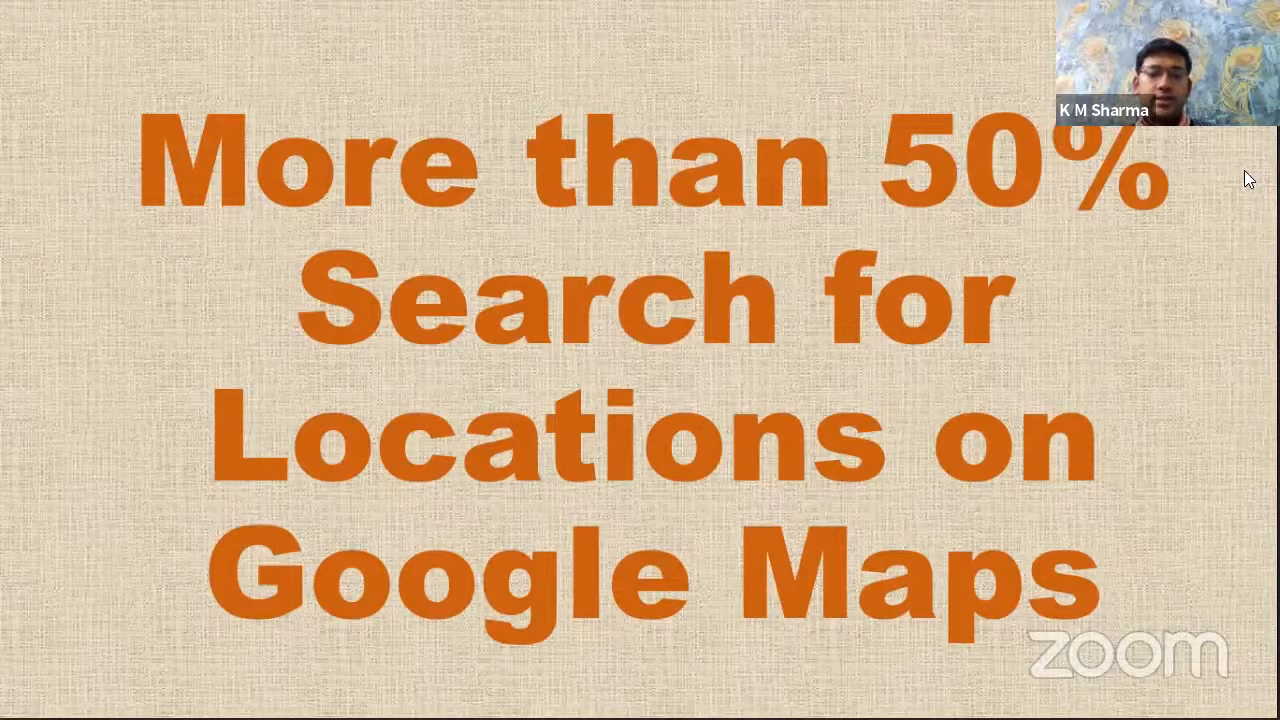 K M Sharma
More than 50%
Search for
Locations on
Google Maps
zoom